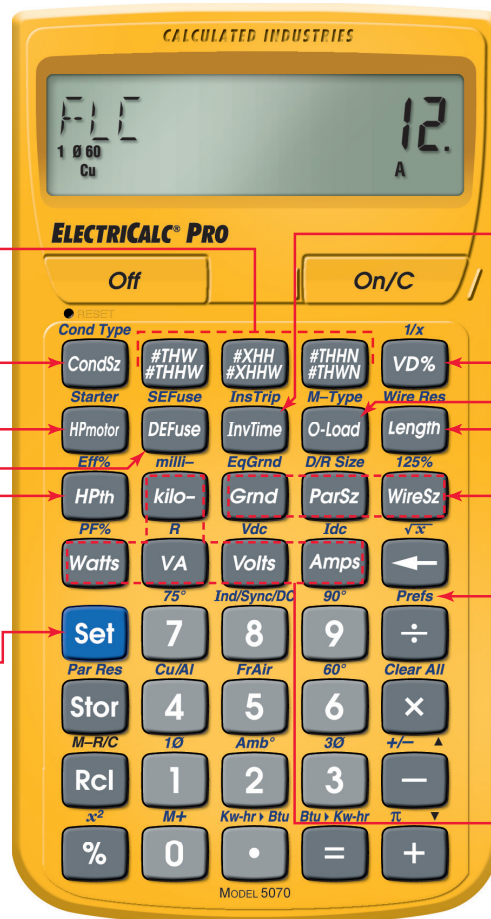 CALCULATED INDUSTRIES
FLC 12.
1 Ø 60
Cu A
ELECTRICALC® PRO
Off On/C
RESET
Cond Type 1/x
CondSz #THW #THHW #XHH #XHHW #THHN #THWN VD%
Starter SEFuse InsTrip M–Type Wire Res
HPmotor DEFuse InvTime O-Load Length
Eff% milli– EqGrnd D/R Size 125%
HPth kilo– Grnd ParSz WireSz
PF% R Vdc Idc √x
Watts VA Volts Amps ←
75° Ind/Sync/DC 90° Prefs
Set 7 8 9 ÷
Par Res Cu/Al FrAir 60° Clear All
Stor 4 5 6 ×
M–R/C 1Ø Amb° 3Ø +/– ▲
Rcl 1 2 3 –
x² M+ Kw-hr ▸ Btu Btu ▸ Kw-hr π ▼
% 0 • = +
MODEL 5070